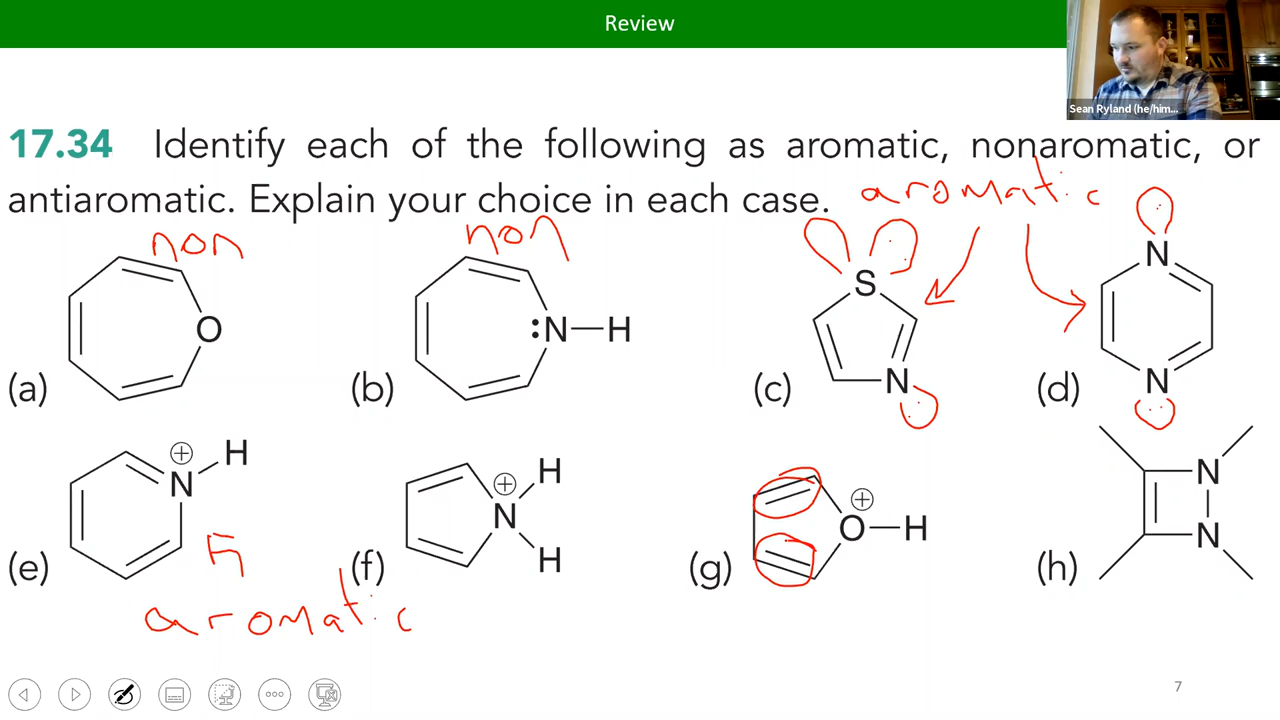 Review
Sean Ryland (he/him...
17.34 Identify each of the following as aromatic, nonaromatic, or
antiaromatic. Explain your choice in each case.
aromatic
non
non
(a)
O
(b)
:N—H
(c)
S
N
(d)
N
N
(e)
⊕
N
H
(f)
⊕
N
H
H
(g)
⊕
O—H
(h)
N
N
aromatic
7